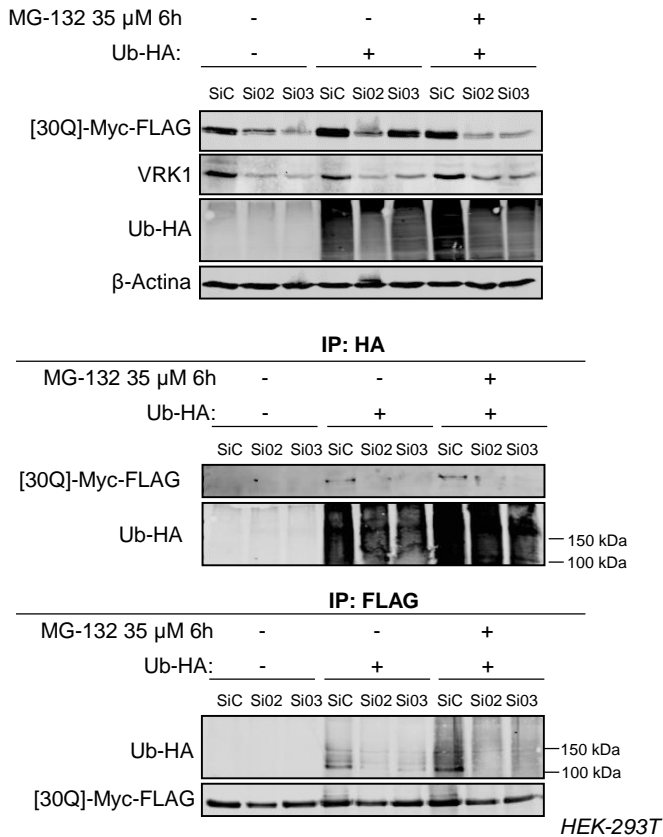 MG-132 35 µM 6h - - +
Ub-HA: - + +
SiC Si02 Si03 SiC Si02 Si03 SiC Si02 Si03
[30Q]-Myc-FLAG
VRK1
Ub-HA
β-Actina
IP: HA
MG-132 35 µM 6h - - +
Ub-HA: - + +
SiC Si02 Si03 SiC Si02 Si03 SiC Si02 Si03
[30Q]-Myc-FLAG
Ub-HA
150 kDa
100 kDa
IP: FLAG
MG-132 35 µM 6h - - +
Ub-HA: - + +
SiC Si02 Si03 SiC Si02 Si03 SiC Si02 Si03
Ub-HA
150 kDa
100 kDa
[30Q]-Myc-FLAG
HEK-293T